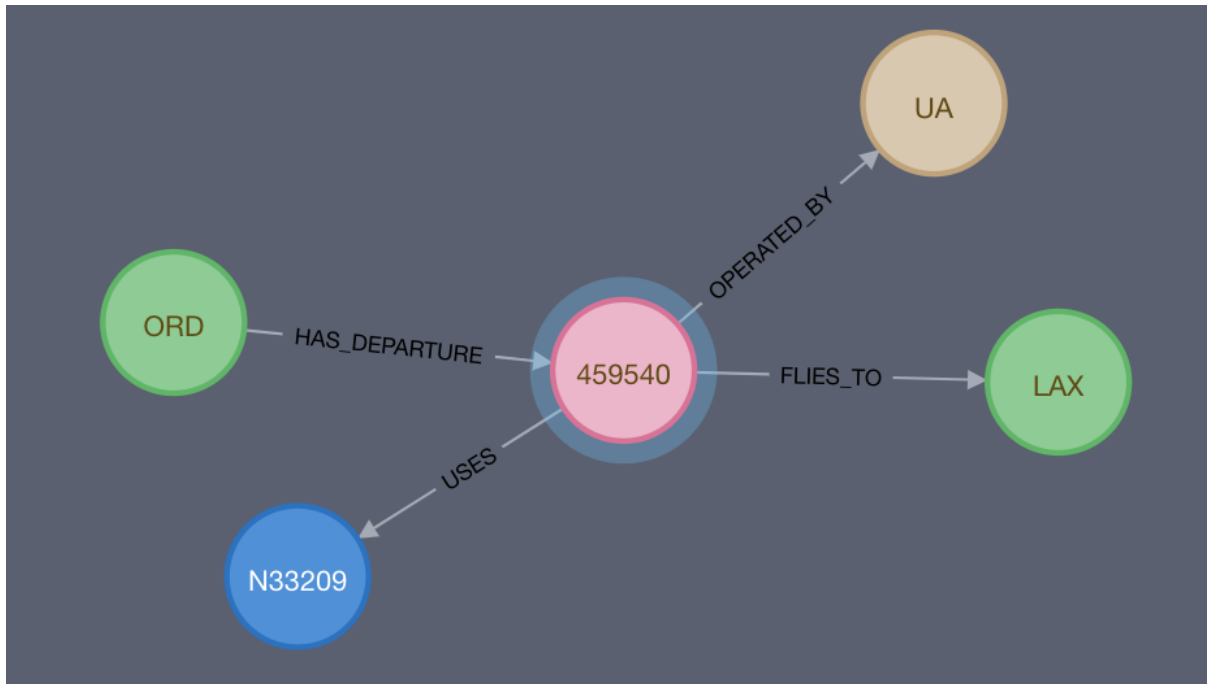 UA
OPERATED_BY
ORD
HAS_DEPARTURE
459540
FLIES_TO
LAX
USES
N33209